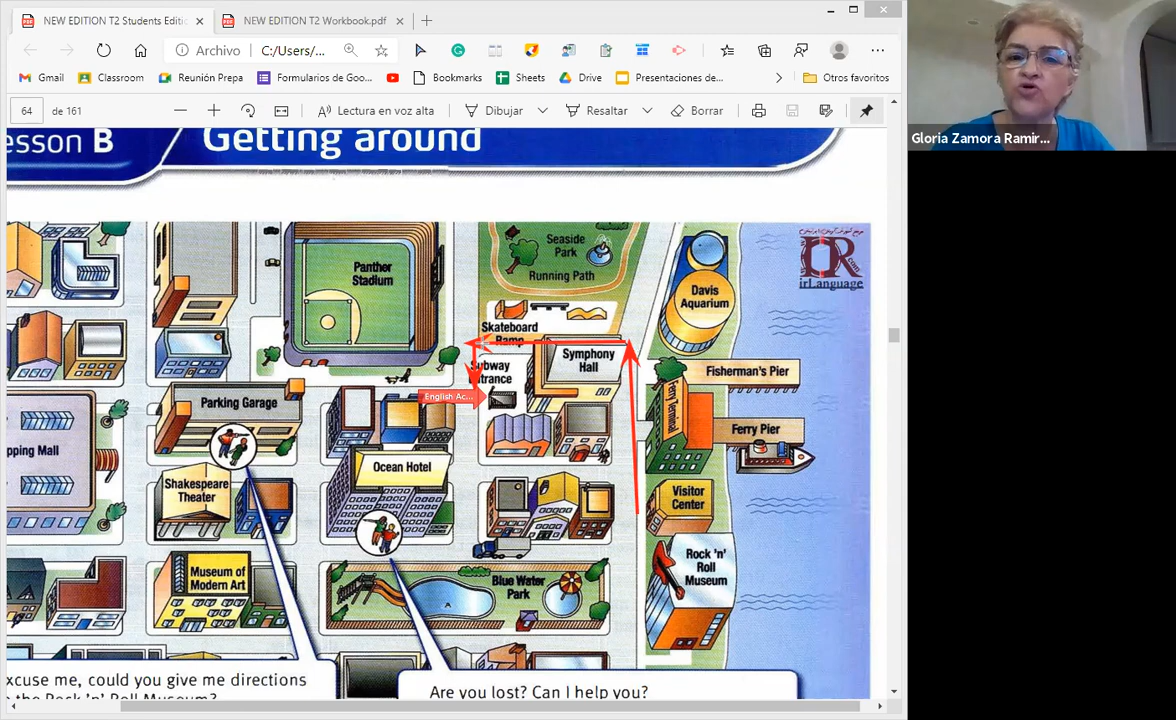 NEW EDITION T2 Students Editi
NEW EDITION T2 Workbook.pdf
Archivo
C:/Users/...
Gmail
Classroom
Reunión Prepa
Formularios de Goo...
Bookmarks
Sheets
Drive
Presentaciones de...
Otros favoritos
64
de 161
Lectura en voz alta
Dibujar
Resaltar
Borrar
Gloria Zamora Ramir...
esson B
Getting around
Seaside
Park
Running Path
Panther
Stadium
Davis
Aquarium
irLanguage
.com
Skateboard
Ramp
Symphony
Hall
Subway
Entrance
English Ac...
Fisherman's Pier
Ferry Terminal
Ferry Pier
Parking Garage
pping Mall
Ocean Hotel
Shakespeare
Theater
Visitor
Center
Museum of
Modern Art
Blue Water
Park
Rock 'n'
Roll
Museum
xcuse me, could you give me directions
the Rock 'n' Roll Museum?
Are you lost? Can I help you?